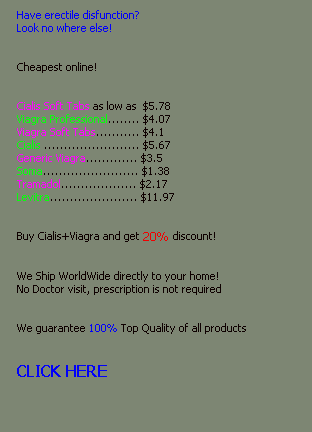 Have erectile disfunction?
Look no where else!
Cheapest online!
Cialis Soft Tabs as low as $5.78
Viagra Professional........ $4.07
Viagra Soft Tabs........... $4.1
Cialis ........................ $5.67
Generic Viagra............. $3.5
Soma........................ $1.38
Tramadol................... $2.17
Lavitra...................... $11.97
Buy Cialis+Viagra and get 20% discount!
We Ship WorldWide directly to your home!
No Doctor visit, prescription is not required
We guarantee 100% Top Quality of all products
CLICK HERE